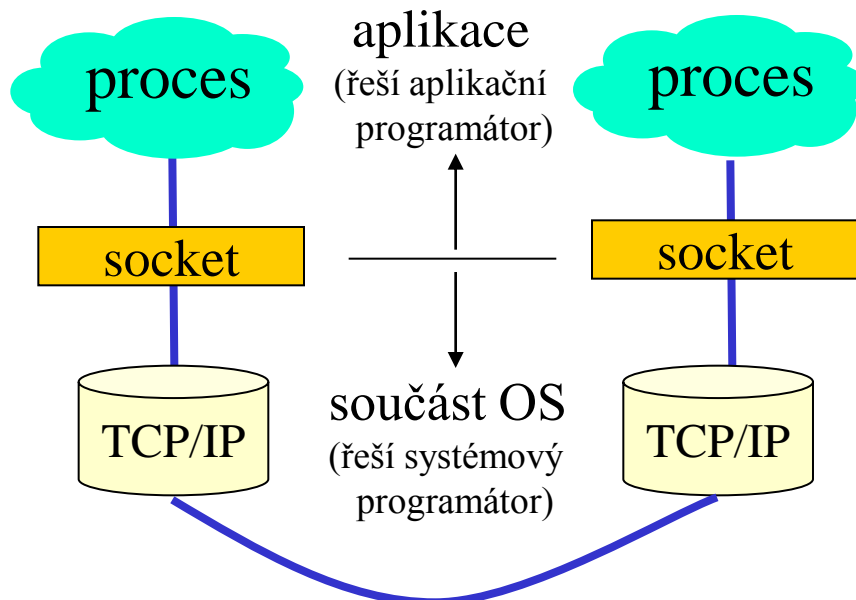 proces
aplikace
(řeší aplikační
programátor)
proces
socket
socket
TCP/IP
součást OS
(řeší systémový
programátor)
TCP/IP